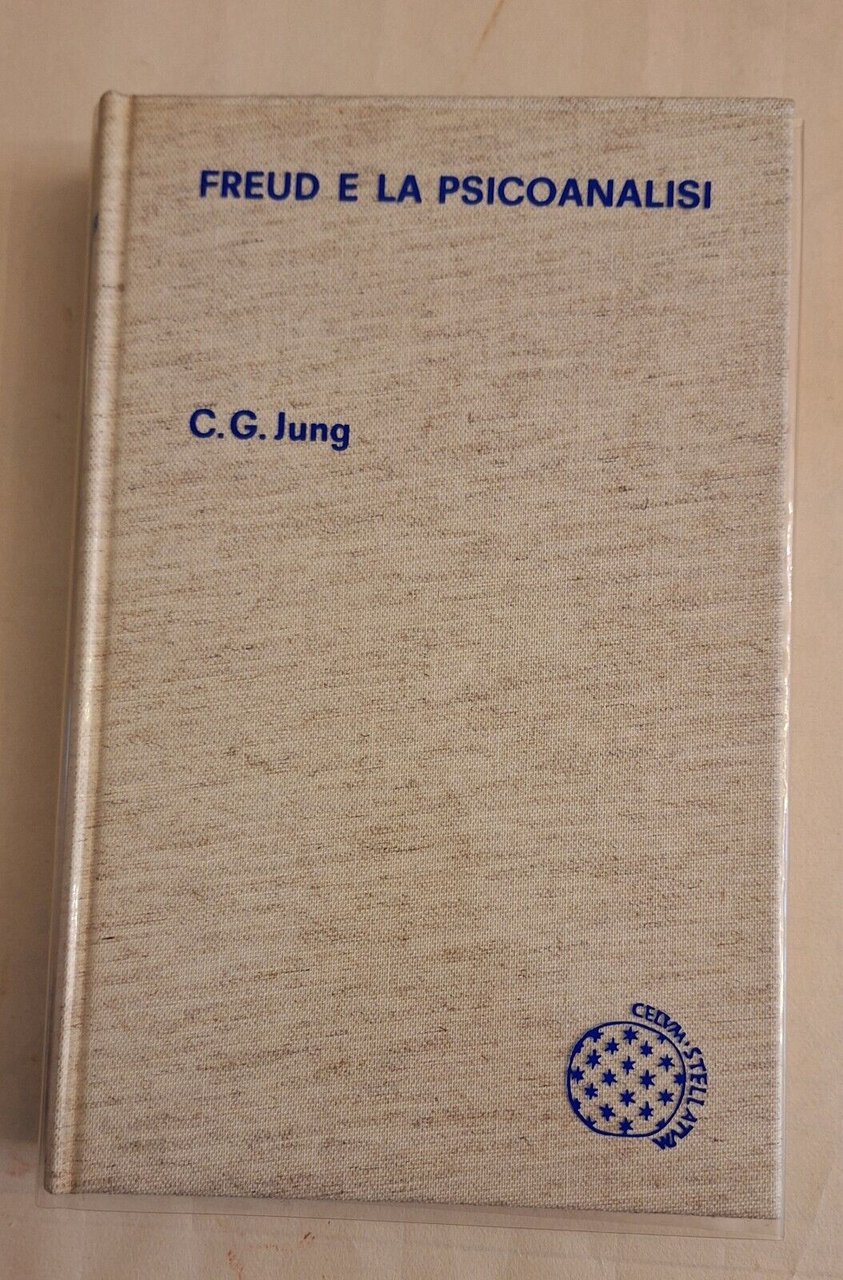 FREUD E LA PSICOANALISI
C.G. Jung
CELVM · STELLATVM